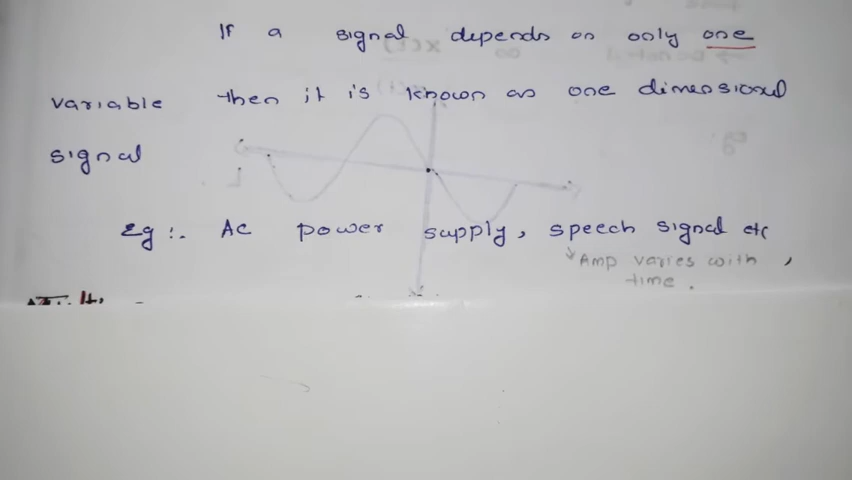 If a signal depends on only one
variable then it is known as one dimensional
signal
Eg :- AC power supply, speech signal etc
Amp varies with ,
time .